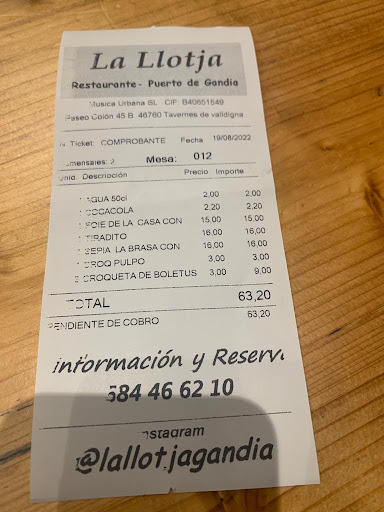 La Llotja
Restaurante- Puerto de Gandia
Musica Urbana SL CIF: B40651549
Paseo Colón 45 B 46760 Tavernes de valldigna
Ticket: COMPROBANTE Fecha 19/08/2022
Mesa: 012
Descripción Precio Importe
AGUA 50cl 2,00 2,00
COCACOLA 2,20 2,20
FOIE DE LA CASA CON 15,00 15,00
TIRADITO 16,00 16,00
SEPIA LA BRASA CON 16,00 16,00
CROQ PULPO 3,00 3,00
CROQUETA DE BOLETUS 3,00 9,00
TOTAL 63,20
PENDIENTE DE COBRO 63,20
información y Reserv
684 46 62 10
Instagram
@lallotjagandia